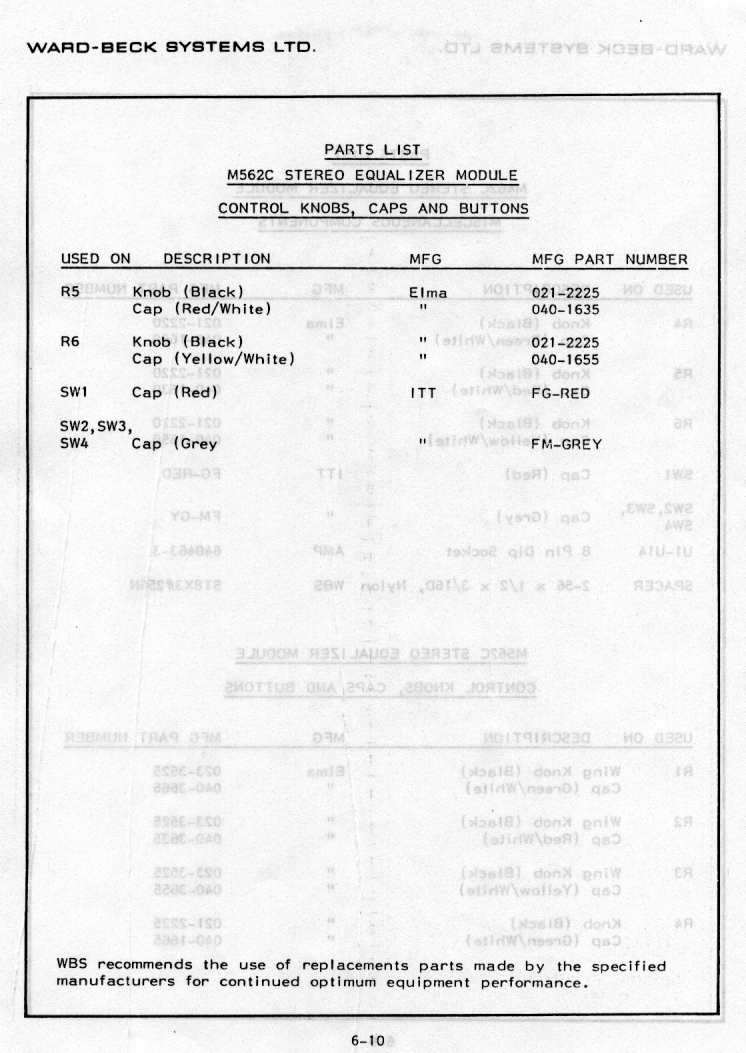 WARD-BECK SYSTEMS LTD.
PARTS LIST
M562C STEREO EQUALIZER MODULE
CONTROL KNOBS, CAPS AND BUTTONS
USED ON DESCRIPTION MFG MFG PART NUMBER
R5 Knob (Black) Elma 021-2225
Cap (Red/White) " 040-1635
R6 Knob (Black) " 021-2225
Cap (Yellow/White) " 040-1655
SW1 Cap (Red) ITT FG-RED
SW2,SW3,
SW4 Cap (Grey " FM-GREY
WBS recommends the use of replacements parts made by the specified
manufacturers for continued optimum equipment performance.
6-10